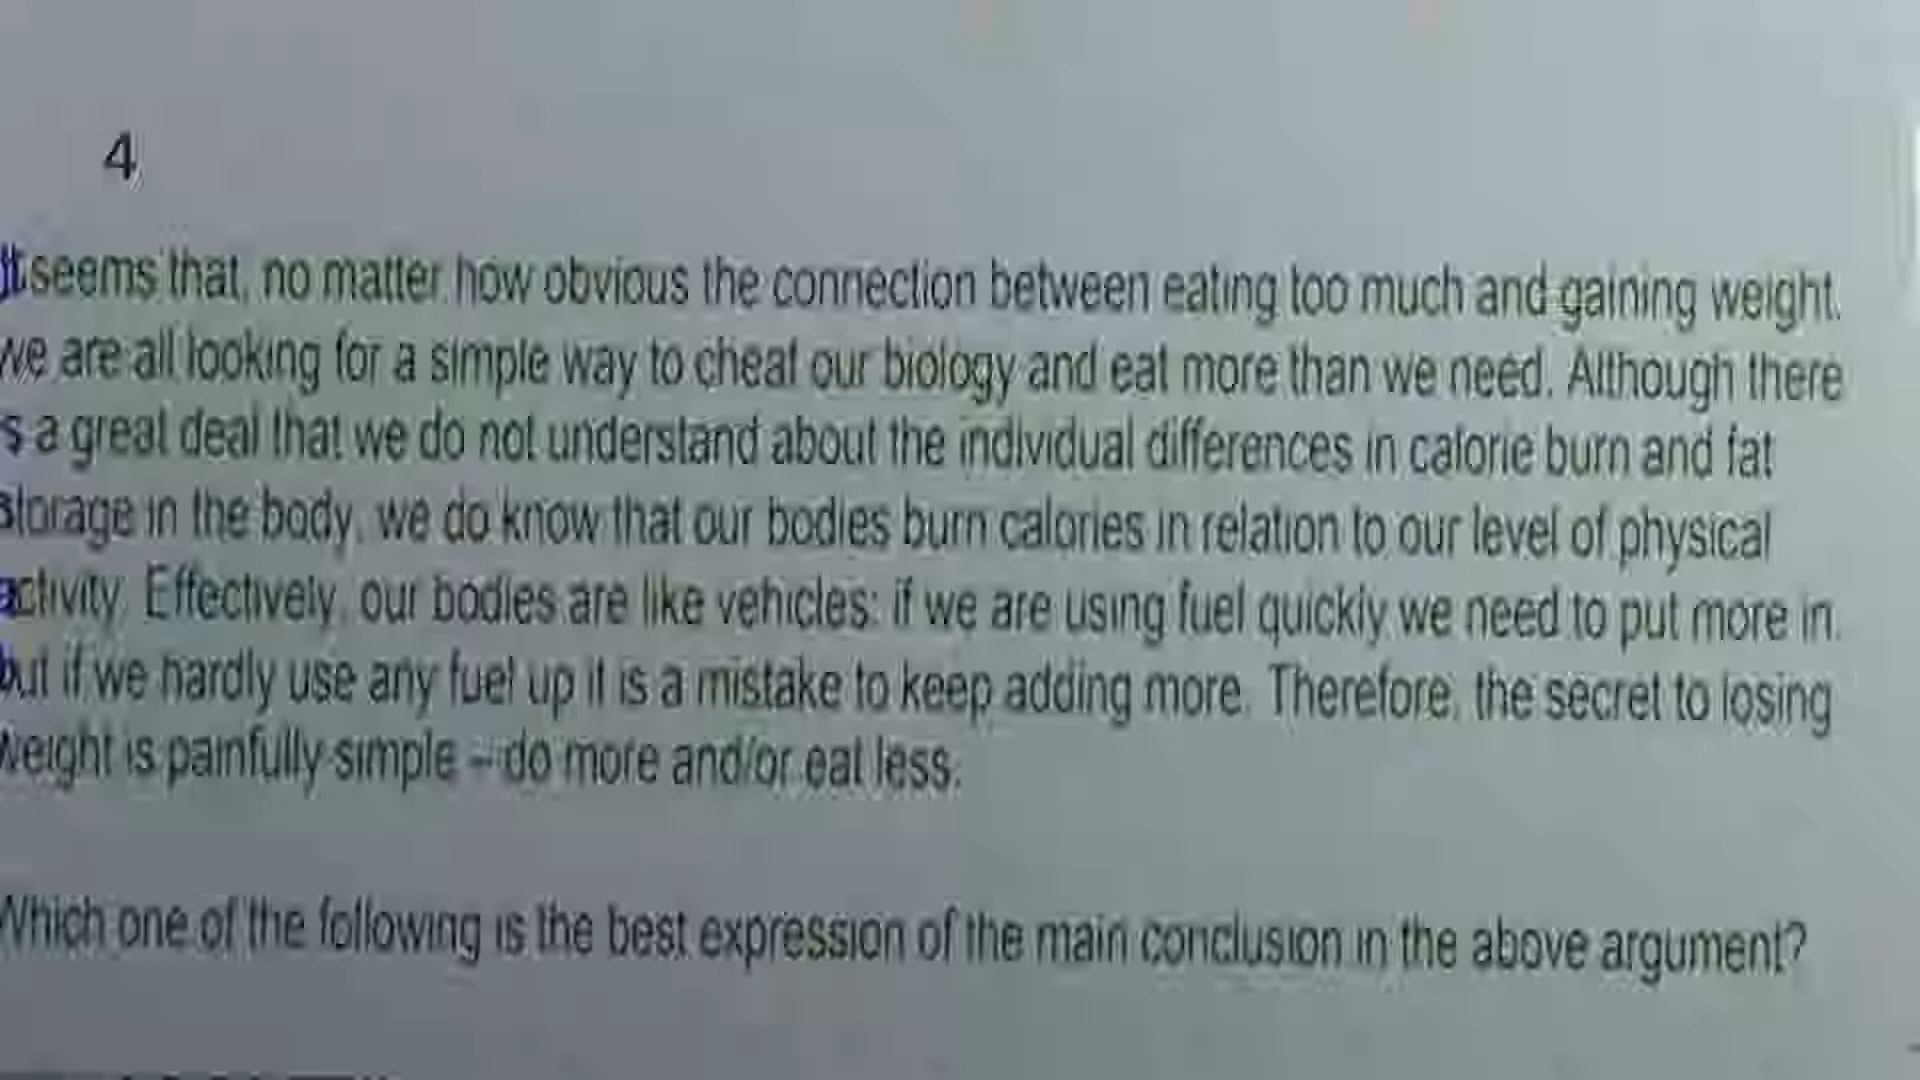 4
It seems that, no matter how obvious the connection between eating too much and gaining weight,
we are all looking for a simple way to cheat our biology and eat more than we need. Although there
is a great deal that we do not understand about the individual differences in calorie burn and fat
storage in the body, we do know that our bodies burn calories in relation to our level of physical
activity. Effectively, our bodies are like vehicles: if we are using fuel quickly we need to put more in,
but if we hardly use any fuel up it is a mistake to keep adding more. Therefore, the secret to losing
weight is painfully simple – do more and/or eat less.
Which one of the following is the best expression of the main conclusion in the above argument?